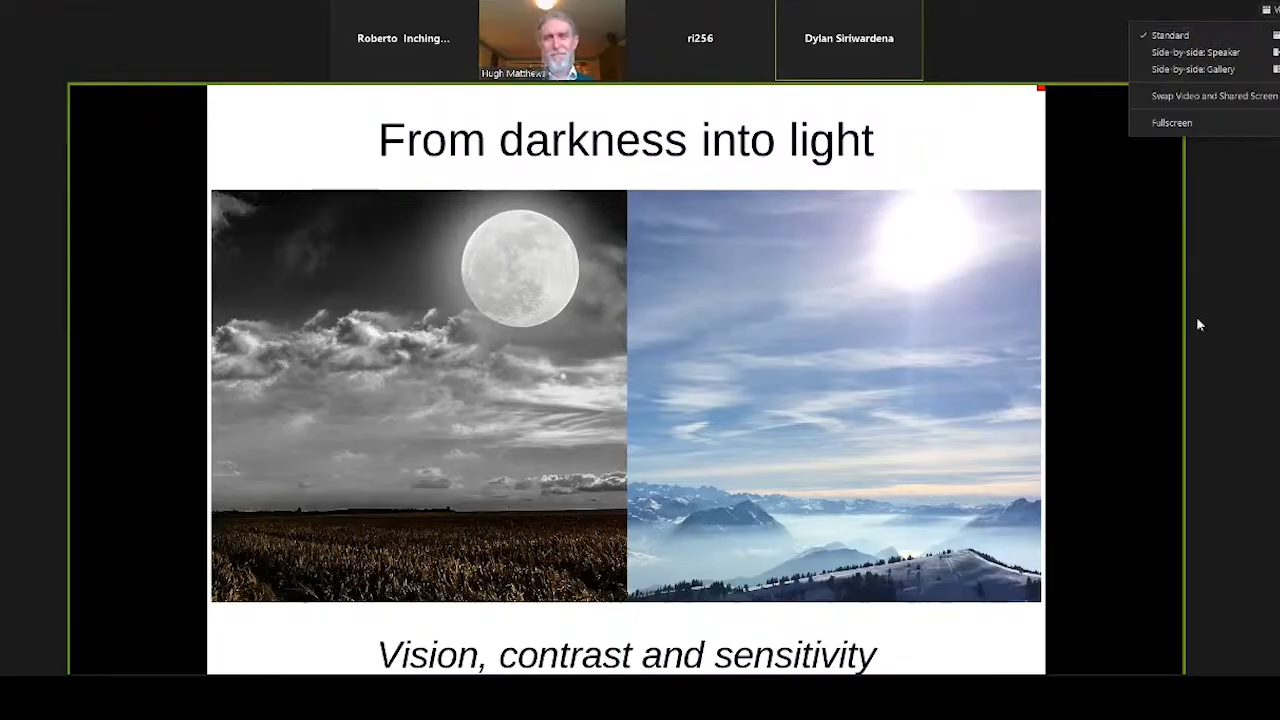 Roberto Inching...
Hugh Matthews
ri256
Dylan Siriwardena
✓ Standard
Side-by-side: Speaker
Side-by-side: Gallery
Swap Video and Shared Screen
Fullscreen
From darkness into light
Vision, contrast and sensitivity